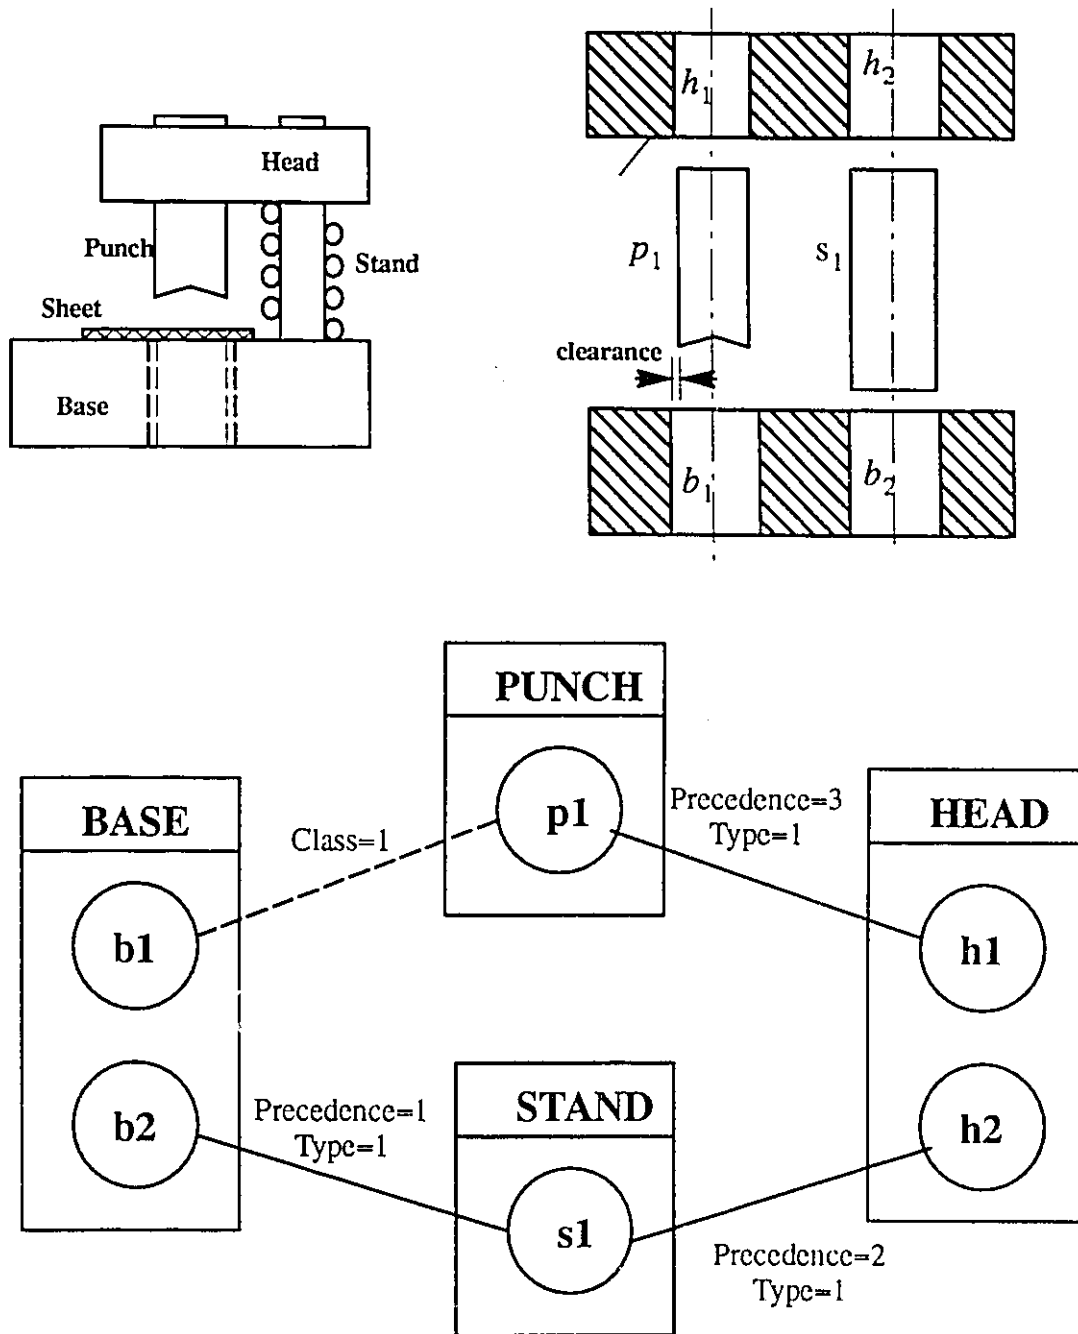 Head
Punch
Stand
Sheet
Base
h1
h2
p1
s1
clearance
b1
b2
PUNCH
p1
BASE
b1
b2
Class=1
Precedence=3
Type=1
HEAD
h1
h2
Precedence=1
Type=1
STAND
s1
Precedence=2
Type=1